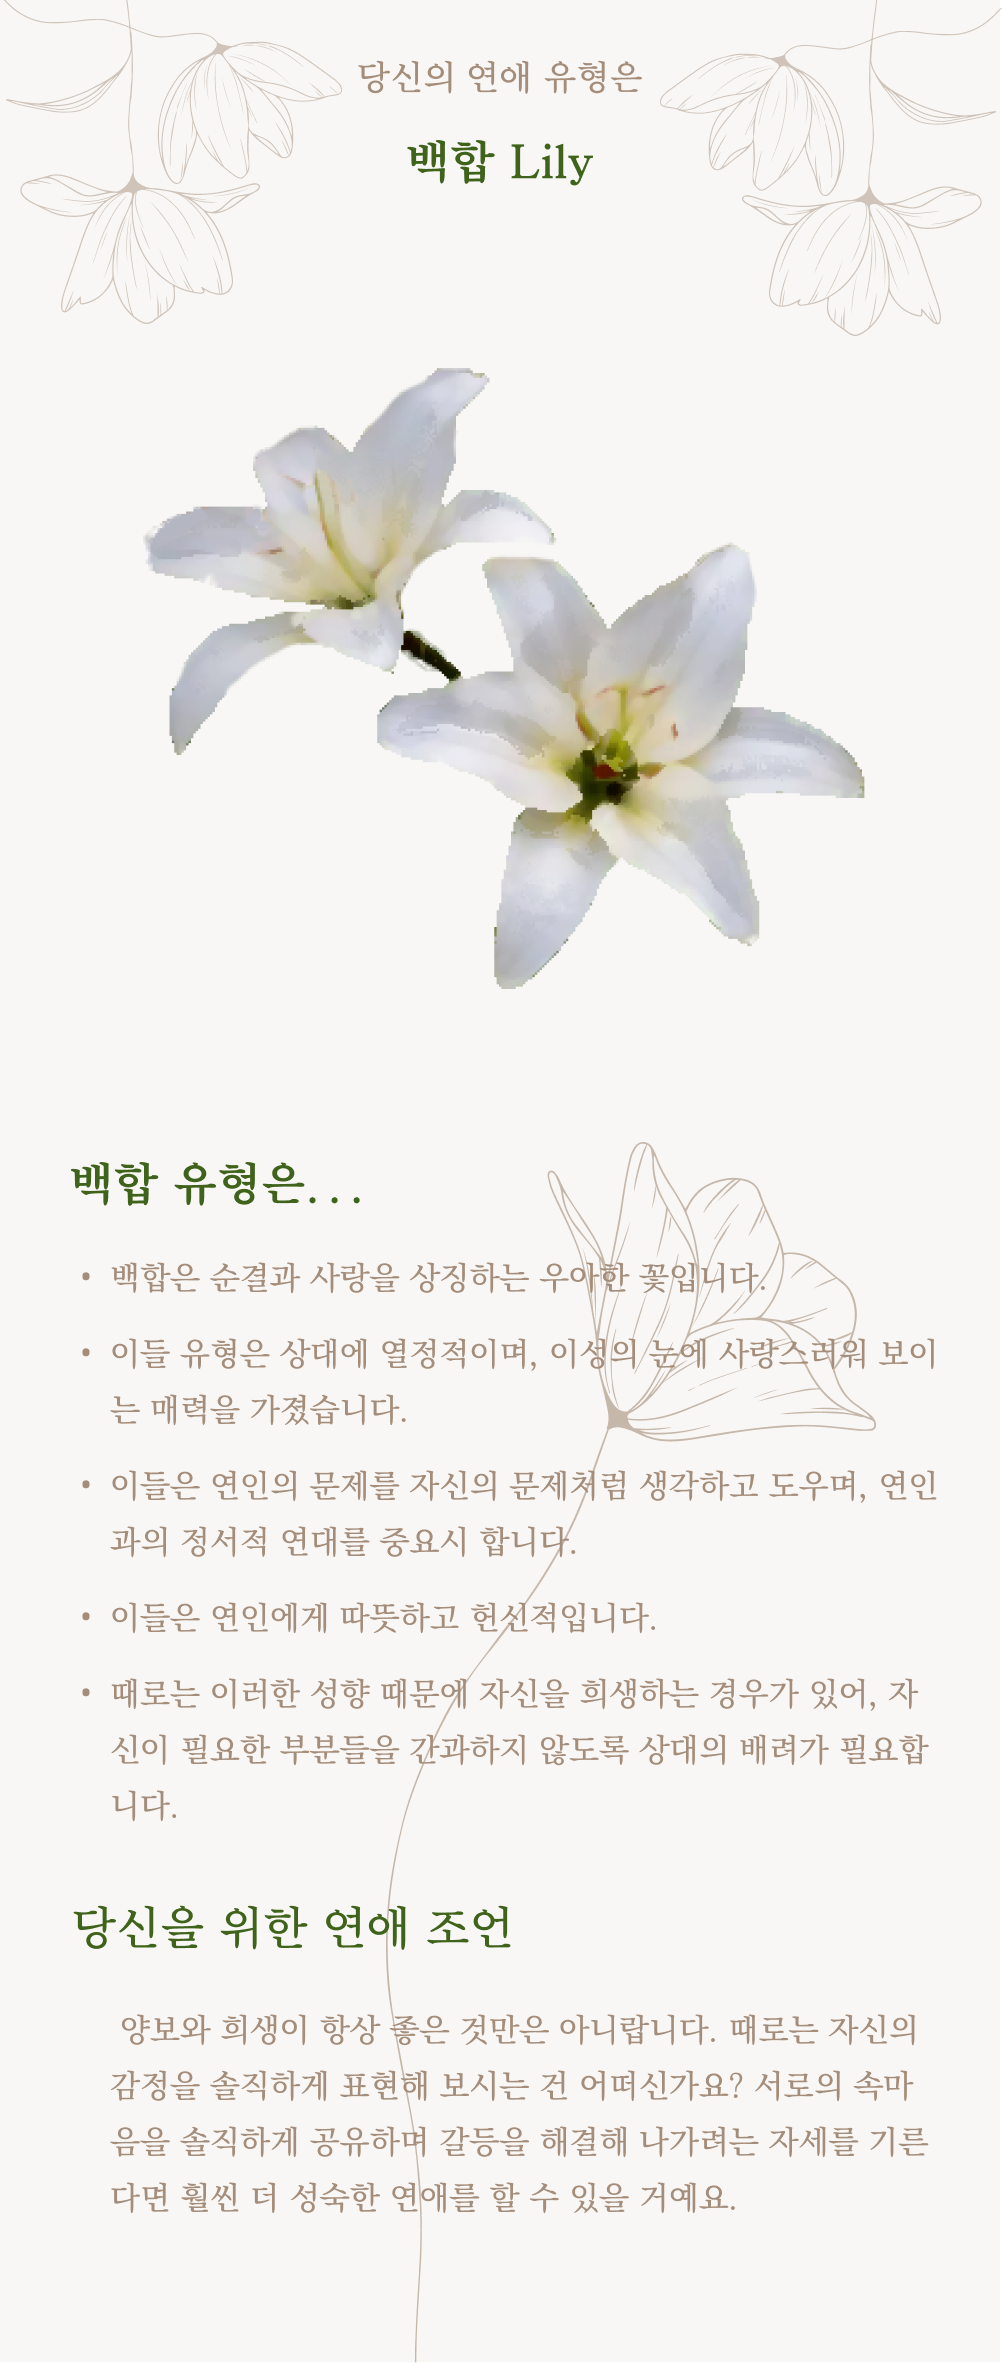 당신의 연애 유형은
백합 Lily
백합 유형은...
• 백합은 순결과 사랑을 상징하는 우아한 꽃입니다.
• 이들 유형은 상대에 열정적이며, 이성의 눈에 사랑스러워 보이
는 매력을 가졌습니다.
• 이들은 연인의 문제를 자신의 문제처럼 생각하고 도우며, 연인
과의 정서적 연대를 중요시 합니다.
• 이들은 연인에게 따뜻하고 헌신적입니다.
• 때로는 이러한 성향 때문에 자신을 희생하는 경우가 있어, 자
신이 필요한 부분들을 간과하지 않도록 상대의 배려가 필요합
니다.
당신을 위한 연애 조언
양보와 희생이 항상 좋은 것만은 아니랍니다. 때로는 자신의
감정을 솔직하게 표현해 보시는 건 어떠신가요? 서로의 속마
음을 솔직하게 공유하며 갈등을 해결해 나가려는 자세를 기른
다면 훨씬 더 성숙한 연애를 할 수 있을 거예요.